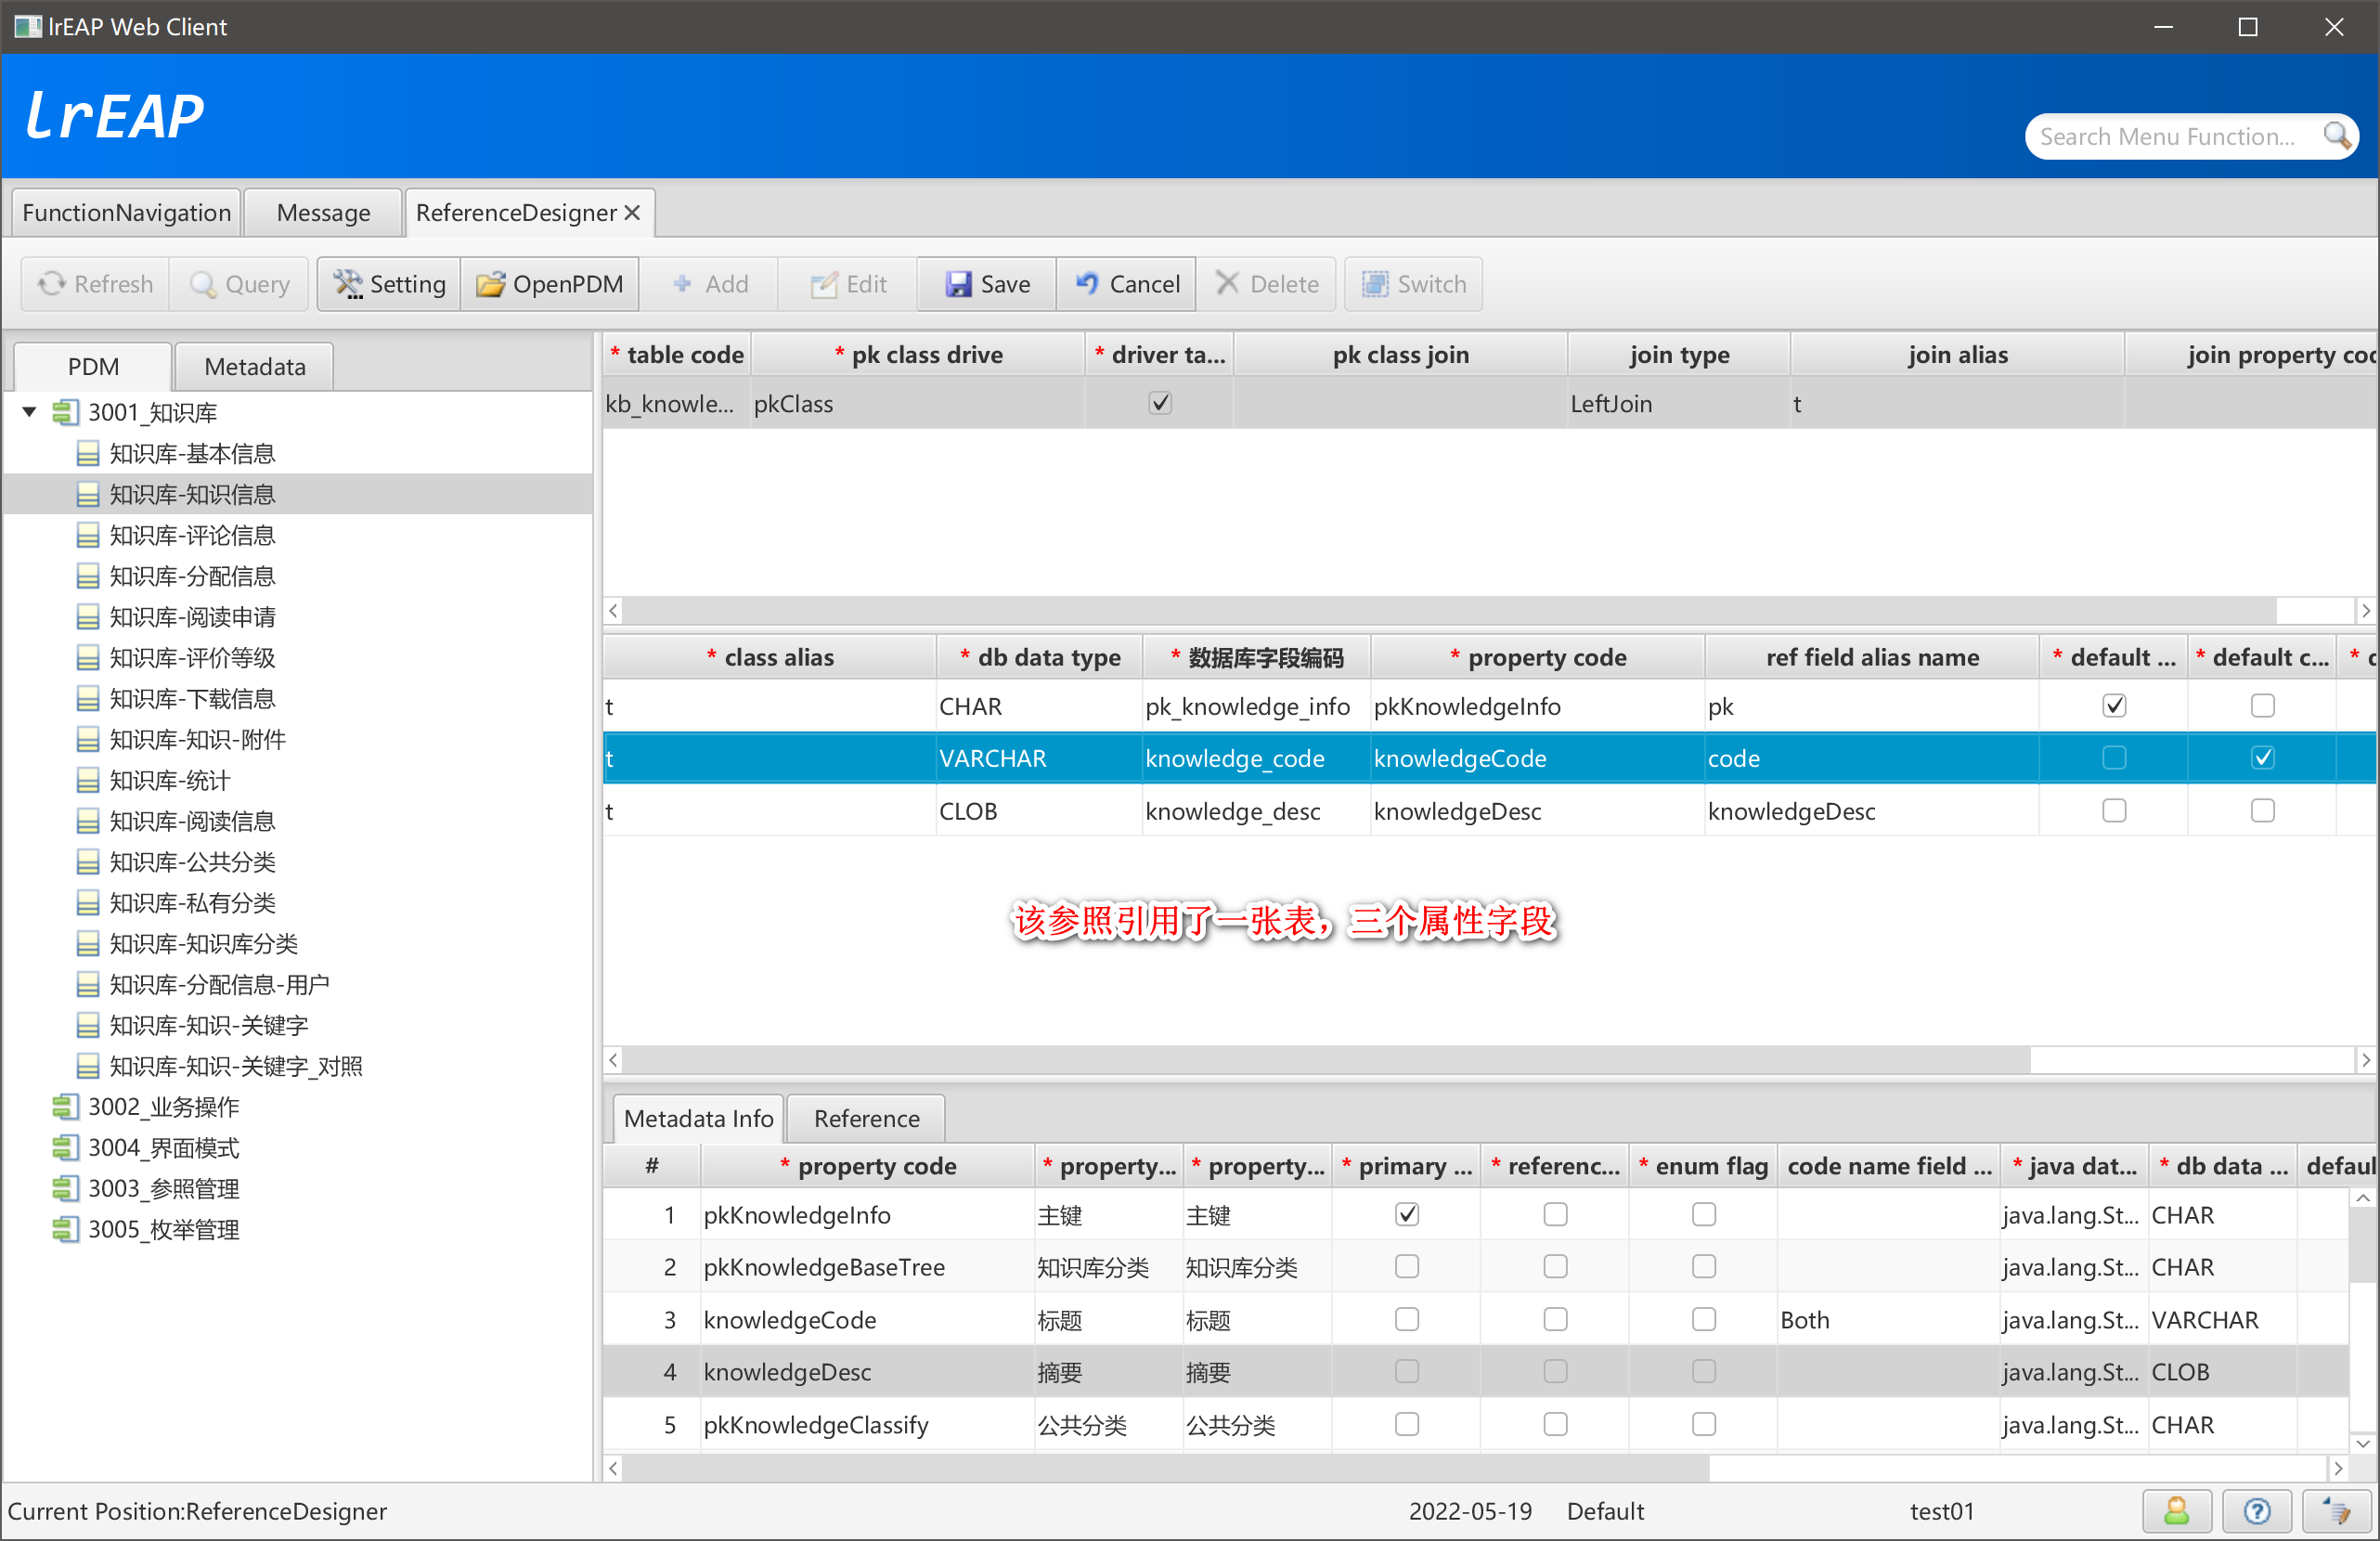 lrEAP Web Client
lrEAP
Search Menu Function...
FunctionNavigation Message ReferenceDesigner
Refresh Query Setting OpenPDM Add Edit Save Cancel Delete Switch
PDM Metadata
3001_知识库
知识库-基本信息
知识库-知识信息
知识库-评论信息
知识库-分配信息
知识库-阅读申请
知识库-评价等级
知识库-下载信息
知识库-知识-附件
知识库-统计
知识库-阅读信息
知识库-公共分类
知识库-私有分类
知识库-知识库分类
知识库-分配信息-用户
知识库-知识-关键字
知识库-知识-关键字_对照
3002_业务操作
3004_界面模式
3003_参照管理
3005_枚举管理
* table code * pk class drive * driver ta... pk class join join type join alias join property coc
kb_knowle... pkClass LeftJoin t
* class alias * db data type * 数据库字段编码 * property code ref field alias name * default ... * default c... *
t CHAR pk_knowledge_info pkKnowledgeInfo pk
t VARCHAR knowledge_code knowledgeCode code
t CLOB knowledge_desc knowledgeDesc knowledgeDesc
该参照引用了一张表，三个属性字段
Metadata Info Reference
# * property code * property... * property... * primary ... * referenc... * enum flag code name field ... * java dat... * db data ... defaul
1 pkKnowledgeInfo 主键 主键 java.lang.St... CHAR
2 pkKnowledgeBaseTree 知识库分类 知识库分类 java.lang.St... CHAR
3 knowledgeCode 标题 标题 Both java.lang.St... VARCHAR
4 knowledgeDesc 摘要 摘要 java.lang.St... CLOB
5 pkKnowledgeClassify 公共分类 公共分类 java.lang.St... CHAR
Current Position:ReferenceDesigner 2022-05-19 Default test01